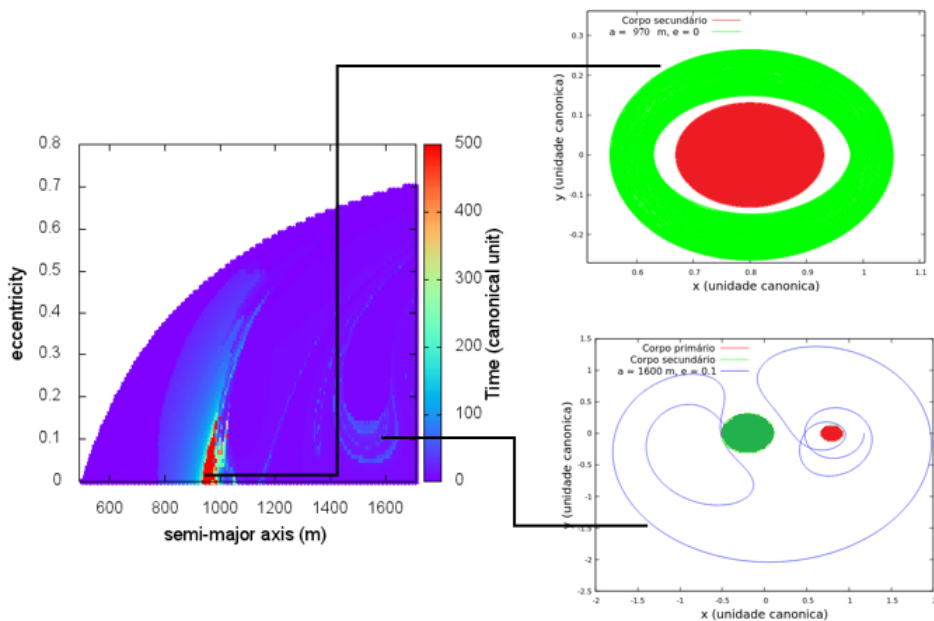 0.8
0.7
0.6
0.5
0.4
0.3
0.2
0.1
0
eccentricity
600 800 1000 1200 1400 1600
semi-major axis (m)
500
400
300
200
100
0
Time (canonical unit)
Corpo secundário
a = 970 m, e = 0
0.3
0.2
0.1
0
-0.1
-0.2
y (unidade canonica)
0.6 0.7 0.8 0.9 1 1.1
x (unidade canonica)
Corpo primário
Corpo secundário
a = 1600 m, e = 0.1
1.5
1
0.5
0
-0.5
-1
-1.5
-2
-2.5
y (unidade canonica)
-2 -1.5 -1 -0.5 0 0.5 1 1.5 2
x (unidade canonica)